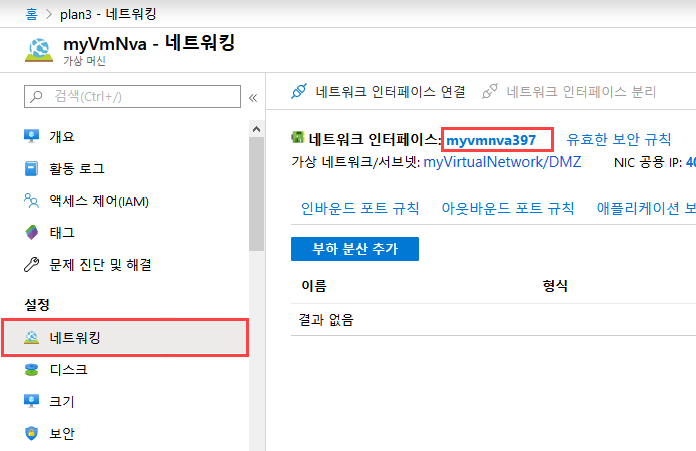 홈 > plan3 - 네트워킹
myVmNva - 네트워킹
가상 머신
검색(Ctrl+/)
«
개요
활동 로그
액세스 제어(IAM)
태그
문제 진단 및 해결
설정
네트워킹
디스크
크기
보안
네트워크 인터페이스 연결 네트워크 인터페이스 분리
네트워크 인터페이스: myvmnva397 유효한 보안 규칙
가상 네트워크/서브넷: myVirtualNetwork/DMZ NIC 공용 IP: 40
인바운드 포트 규칙 아웃바운드 포트 규칙 애플리케이션 보
부하 분산 추가
이름 형식
결과 없음